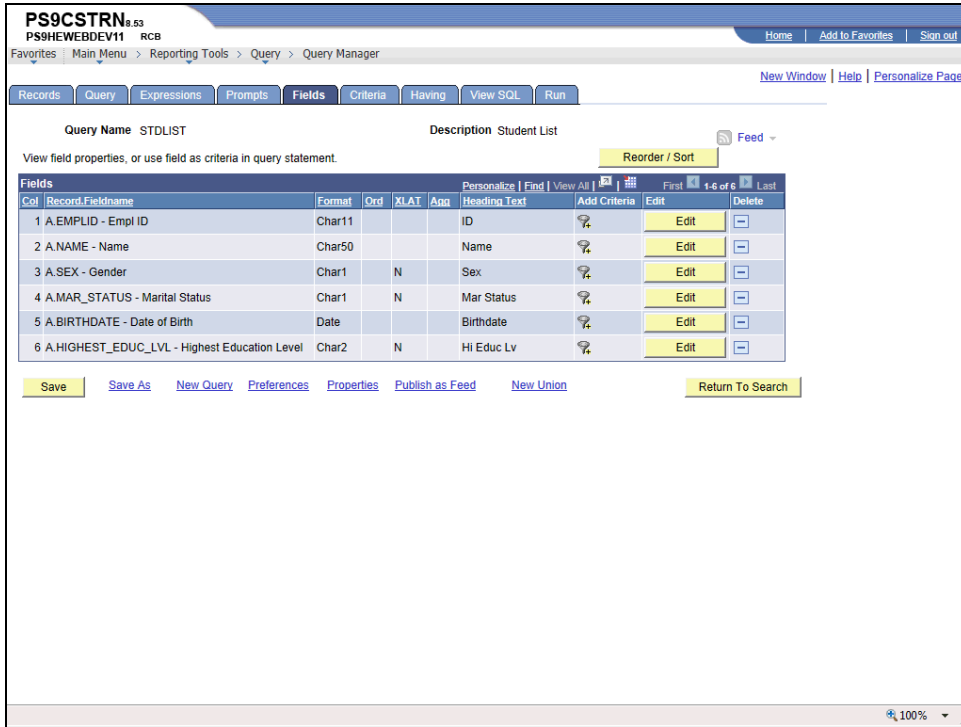 PS9CSTRN8.53
PS9HEWEBDEV11 RCB
Home | Add to Favorites | Sign out
Favorites | Main Menu > Reporting Tools > Query > Query Manager
New Window | Help | Personalize Page
Records Query Expressions Prompts Fields Criteria Having View SQL Run
Query Name STDLIST Description Student List
Feed
View field properties, or use field as criteria in query statement. Reorder / Sort
Fields Personalize | Find | View All | | First 1-6 of 6 Last
Col Record.Fieldname Format Ord XLAT Agg Heading Text Add Criteria Edit Delete
1 A.EMPLID - Empl ID Char11 ID Edit
2 A.NAME - Name Char50 Name Edit
3 A.SEX - Gender Char1 N Sex Edit
4 A.MAR_STATUS - Marital Status Char1 N Mar Status Edit
5 A.BIRTHDATE - Date of Birth Date Birthdate Edit
6 A.HIGHEST_EDUC_LVL - Highest Education Level Char2 N Hi Educ Lv Edit
Save Save As New Query Preferences Properties Publish as Feed New Union Return To Search
100%